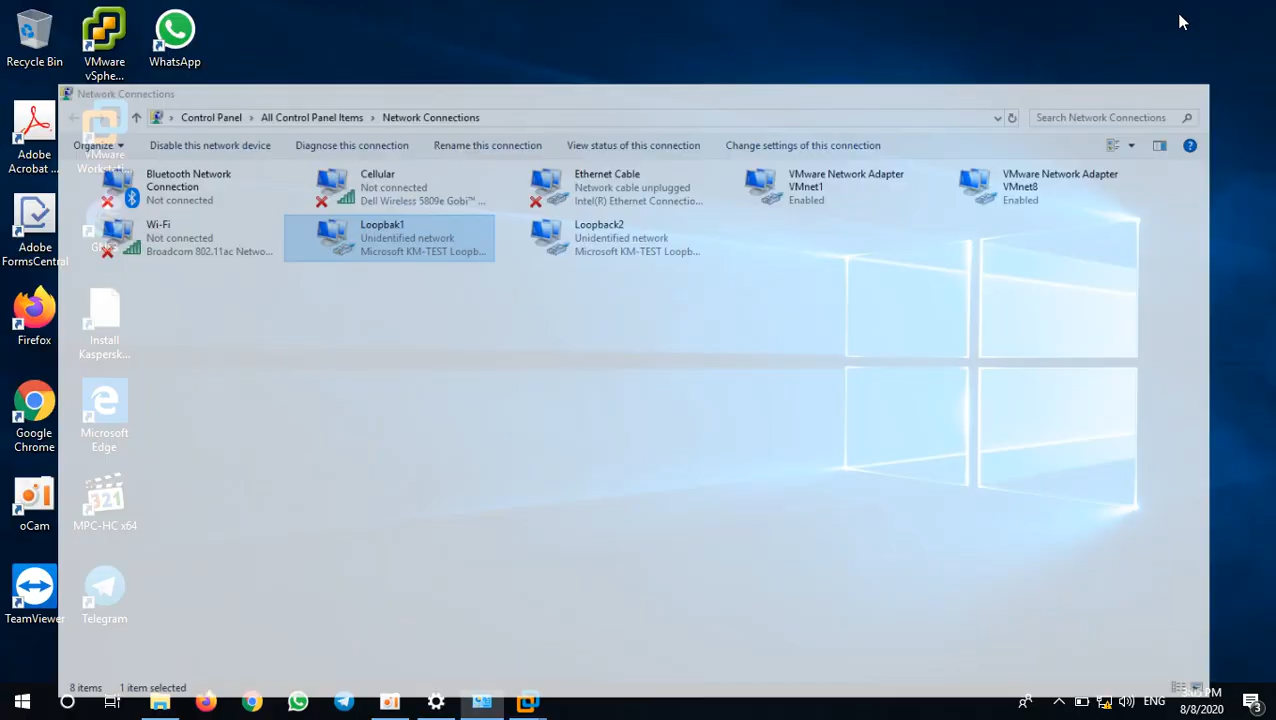 Recycle Bin
VMware
vSphe...
WhatsApp
Network Connections
Control Panel > All Control Panel Items > Network Connections
Search Network Connections
Organize
Disable this network device
Diagnose this connection
Rename this connection
View status of this connection
Change settings of this connection
Adobe
Acrobat ...
VMware
Workstati...
Bluetooth Network
Connection
Not connected
Cellular
Not connected
Dell Wireless 5809e Gobi™ ...
Ethernet Cable
Network cable unplugged
Intel(R) Ethernet Connectio...
VMware Network Adapter
VMnet1
Enabled
VMware Network Adapter
VMnet8
Enabled
Wi-Fi
Not connected
Broadcom 802.11ac Netwo...
Loopbak1
Unidentified network
Microsoft KM-TEST Loopb...
Loopback2
Unidentified network
Microsoft KM-TEST Loopb...
Adobe
FormsCentral
Firefox
Install
Kaspersk...
Google
Chrome
Microsoft
Edge
oCam
321
MPC-HC x64
TeamViewer
Telegram
8 items
1 item selected
ENG
8/8/2020
3